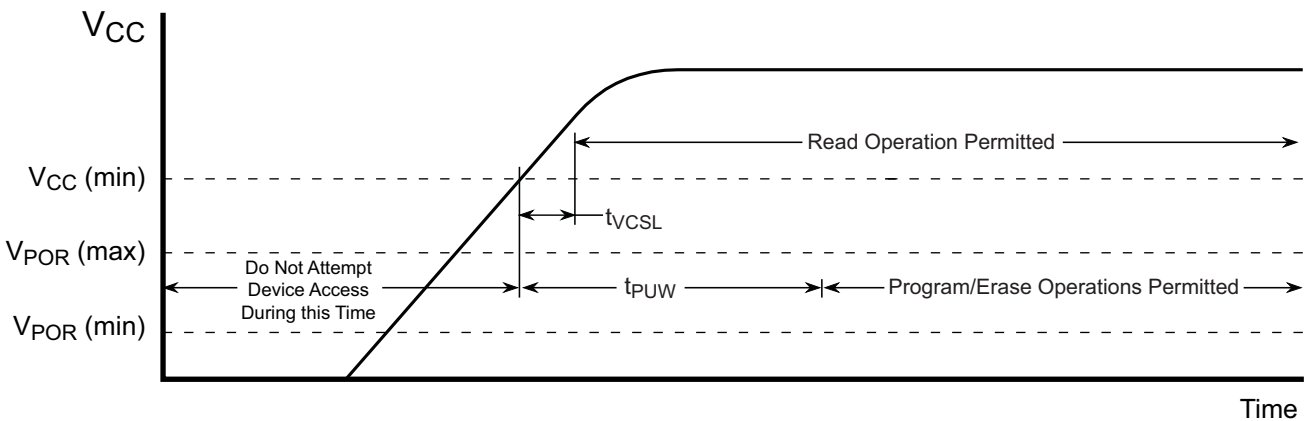 VCC
Read Operation Permitted
VCC (min)
tVCSL
VPOR (max)
Do Not Attempt
Device Access
During this Time
tPUW
Program/Erase Operations Permitted
VPOR (min)
Time